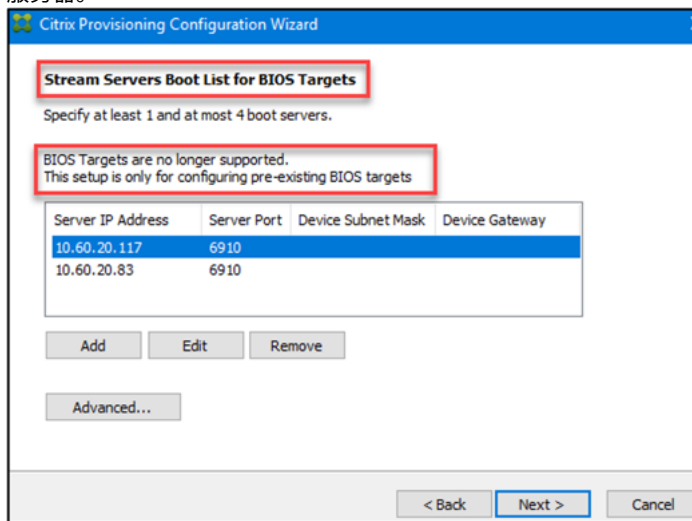 服务器。
Citrix Provisioning Configuration Wizard
Stream Servers Boot List for BIOS Targets
Specify at least 1 and at most 4 boot servers.
BIOS Targets are no longer supported.
This setup is only for configuring pre-existing BIOS targets
Server IP Address Server Port Device Subnet Mask Device Gateway
10.60.20.117 6910
10.60.20.83 6910
Add Edit Remove
Advanced...
< Back Next > Cancel